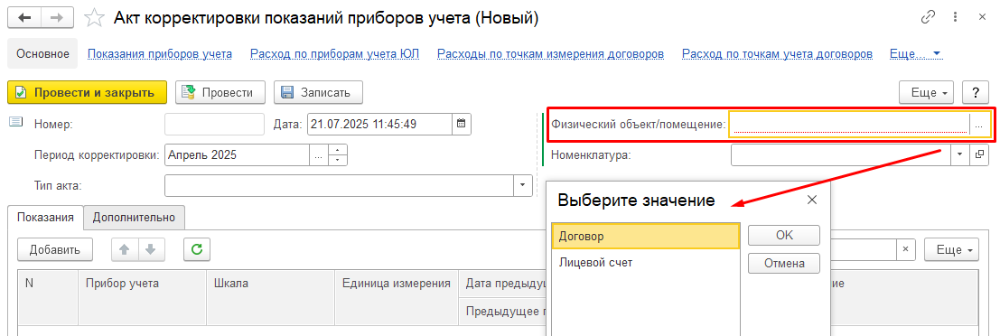 Акт корректировки показаний приборов учета (Новый)
Основное Показания приборов учета Расход по приборам учета ЮЛ Расходы по точкам измерения договоров Расход по точкам учета договоров Еще...
Провести и закрыть Провести Записать Еще ?
Номер: Дата: 21.07.2025 11:45:49 Физический объект/помещение: ...
Период корректировки: Апрель 2025 ... Номенклатура:
Тип акта:
Выберите значение
Показания Дополнительно
Договор OK
Добавить Еще
Лицевой счет Отмена
N Прибор учета Шкала Единица измерения Дата предыду ие
Предыдущее п